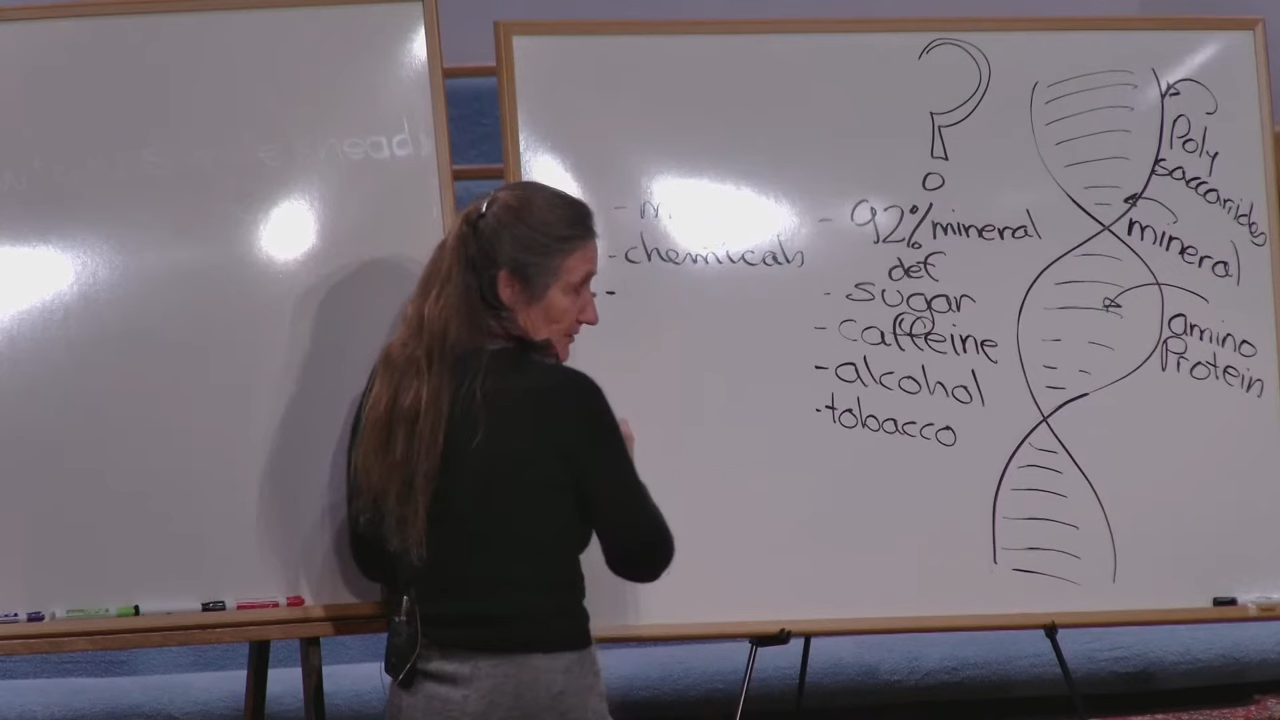 ?
- chemicals
-
- 92% mineral
def
- sugar
- caffeine
- alcohol
- tobacco
Poly
saccarides
mineral
amino
Protein